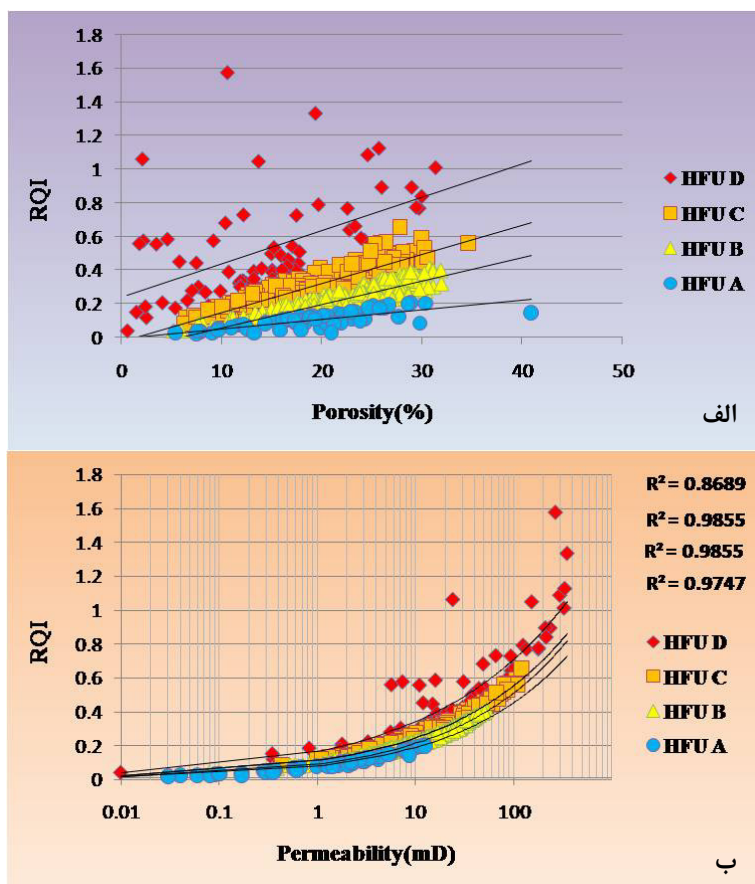 1.8
1.6
1.4
1.2
1
0.8
0.6
0.4
0.2
0
RQI
0 10 20 30 40 50
Porosity(%)
HFU D
HFU C
HFU B
HFU A
الف
1.8
1.6
1.4
1.2
1
0.8
0.6
0.4
0.2
0
RQI
0.01 0.1 1 10 100
Permeability(mD)
R² = 0.8689
R² = 0.9855
R² = 0.9855
R² = 0.9747
HFU D
HFU C
HFU B
HFU A
ب